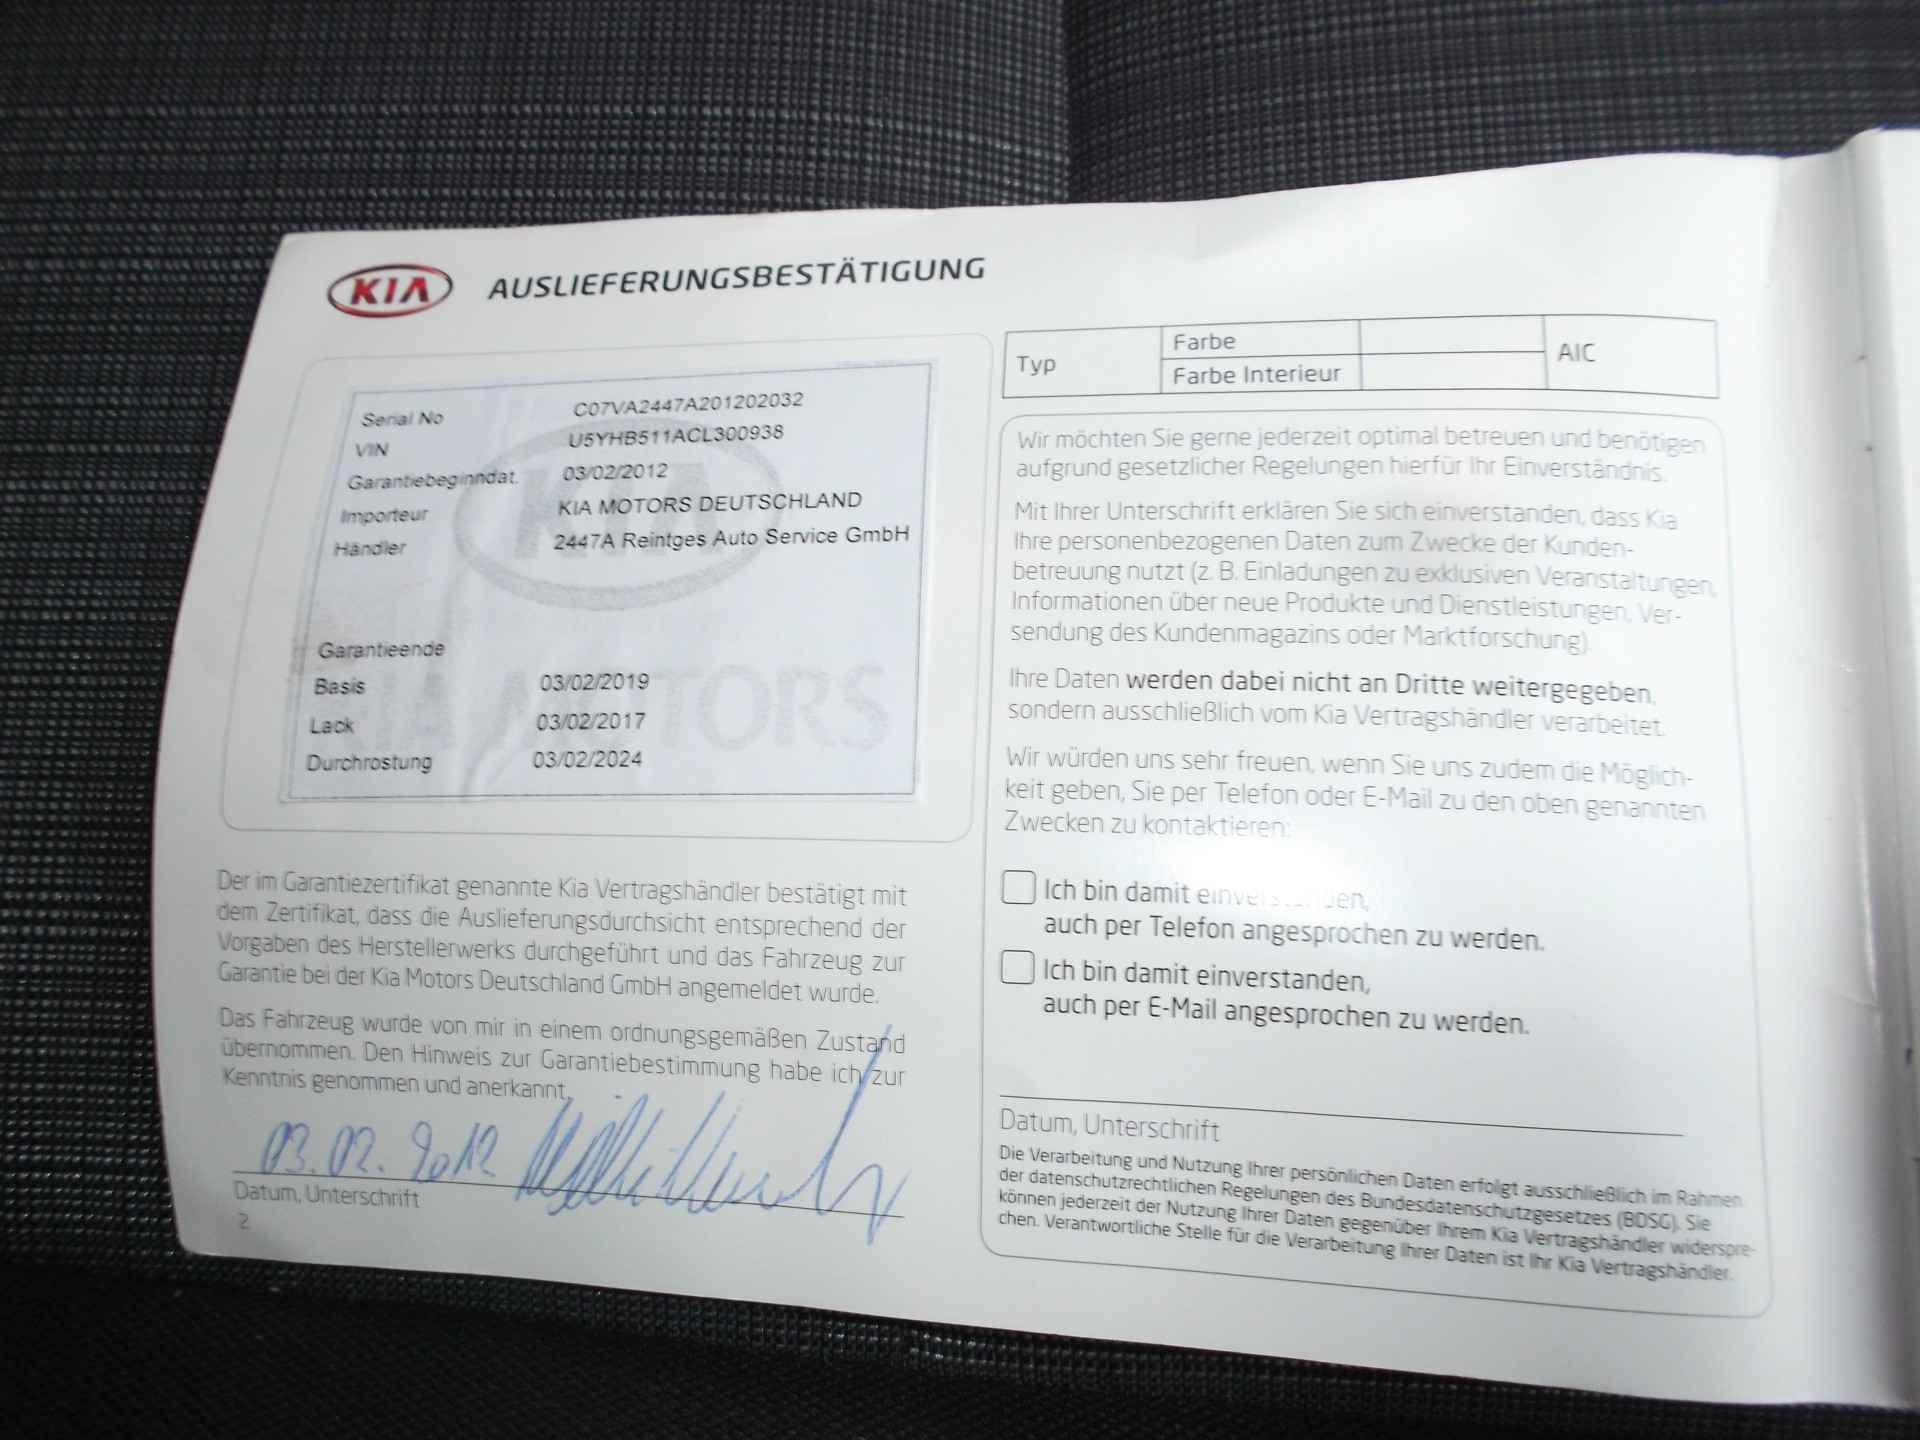 KIA
AUSLIEFERUNGSBESTÄTIGUNG
Serial No C07VA2447A201202032
VIN U5YHB511ACL300938
Garantiebeginndat. 03/02/2012
Importeur KIA MOTORS DEUTSCHLAND
Händler 2447A Reintges Auto Service GmbH
Garantieende
Basis 03/02/2019
Lack 03/02/2017
Durchrostung 03/02/2024
KIA
KIA MOTORS
Der im Garantiezertifikat genannte Kia Vertragshändler bestätigt mit
dem Zertifikat, dass die Auslieferungsdurchsicht entsprechend der
Vorgaben des Herstellerwerks durchgeführt und das Fahrzeug zur
Garantie bei der Kia Motors Deutschland GmbH angemeldet wurde.
Das Fahrzeug wurde von mir in einem ordnungsgemäßen Zustand
übernommen. Den Hinweis zur Garantiebestimmung habe ich zur
Kenntnis genommen und anerkannt.
03.02.2012
Datum, Unterschrift
2
Typ Farbe AIC
Farbe Interieur
Wir möchten Sie gerne jederzeit optimal betreuen und benötigen
aufgrund gesetzlicher Regelungen hierfür Ihr Einverständnis.
Mit Ihrer Unterschrift erklären Sie sich einverstanden, dass Kia
Ihre personenbezogenen Daten zum Zwecke der Kunden-
betreuung nutzt (z. B. Einladungen zu exklusiven Veranstaltungen,
Informationen über neue Produkte und Dienstleistungen, Ver-
sendung des Kundenmagazins oder Marktforschung).
Ihre Daten werden dabei nicht an Dritte weitergegeben,
sondern ausschließlich vom Kia Vertragshändler verarbeitet.
Wir würden uns sehr freuen, wenn Sie uns zudem die Möglich-
keit geben, Sie per Telefon oder E-Mail zu den oben genannten
Zwecken zu kontaktieren:
Ich bin damit einverstanden,
auch per Telefon angesprochen zu werden.
Ich bin damit einverstanden,
auch per E-Mail angesprochen zu werden.
Datum, Unterschrift
Die Verarbeitung und Nutzung Ihrer persönlichen Daten erfolgt ausschließlich im Rahmen
der datenschutzrechtlichen Regelungen des Bundesdatenschutzgesetzes (BDSG). Sie
können jederzeit der Nutzung Ihrer Daten gegenüber Ihrem Kia Vertragshändler widerspre-
chen. Verantwortliche Stelle für die Verarbeitung Ihrer Daten ist Ihr Kia Vertragshändler.